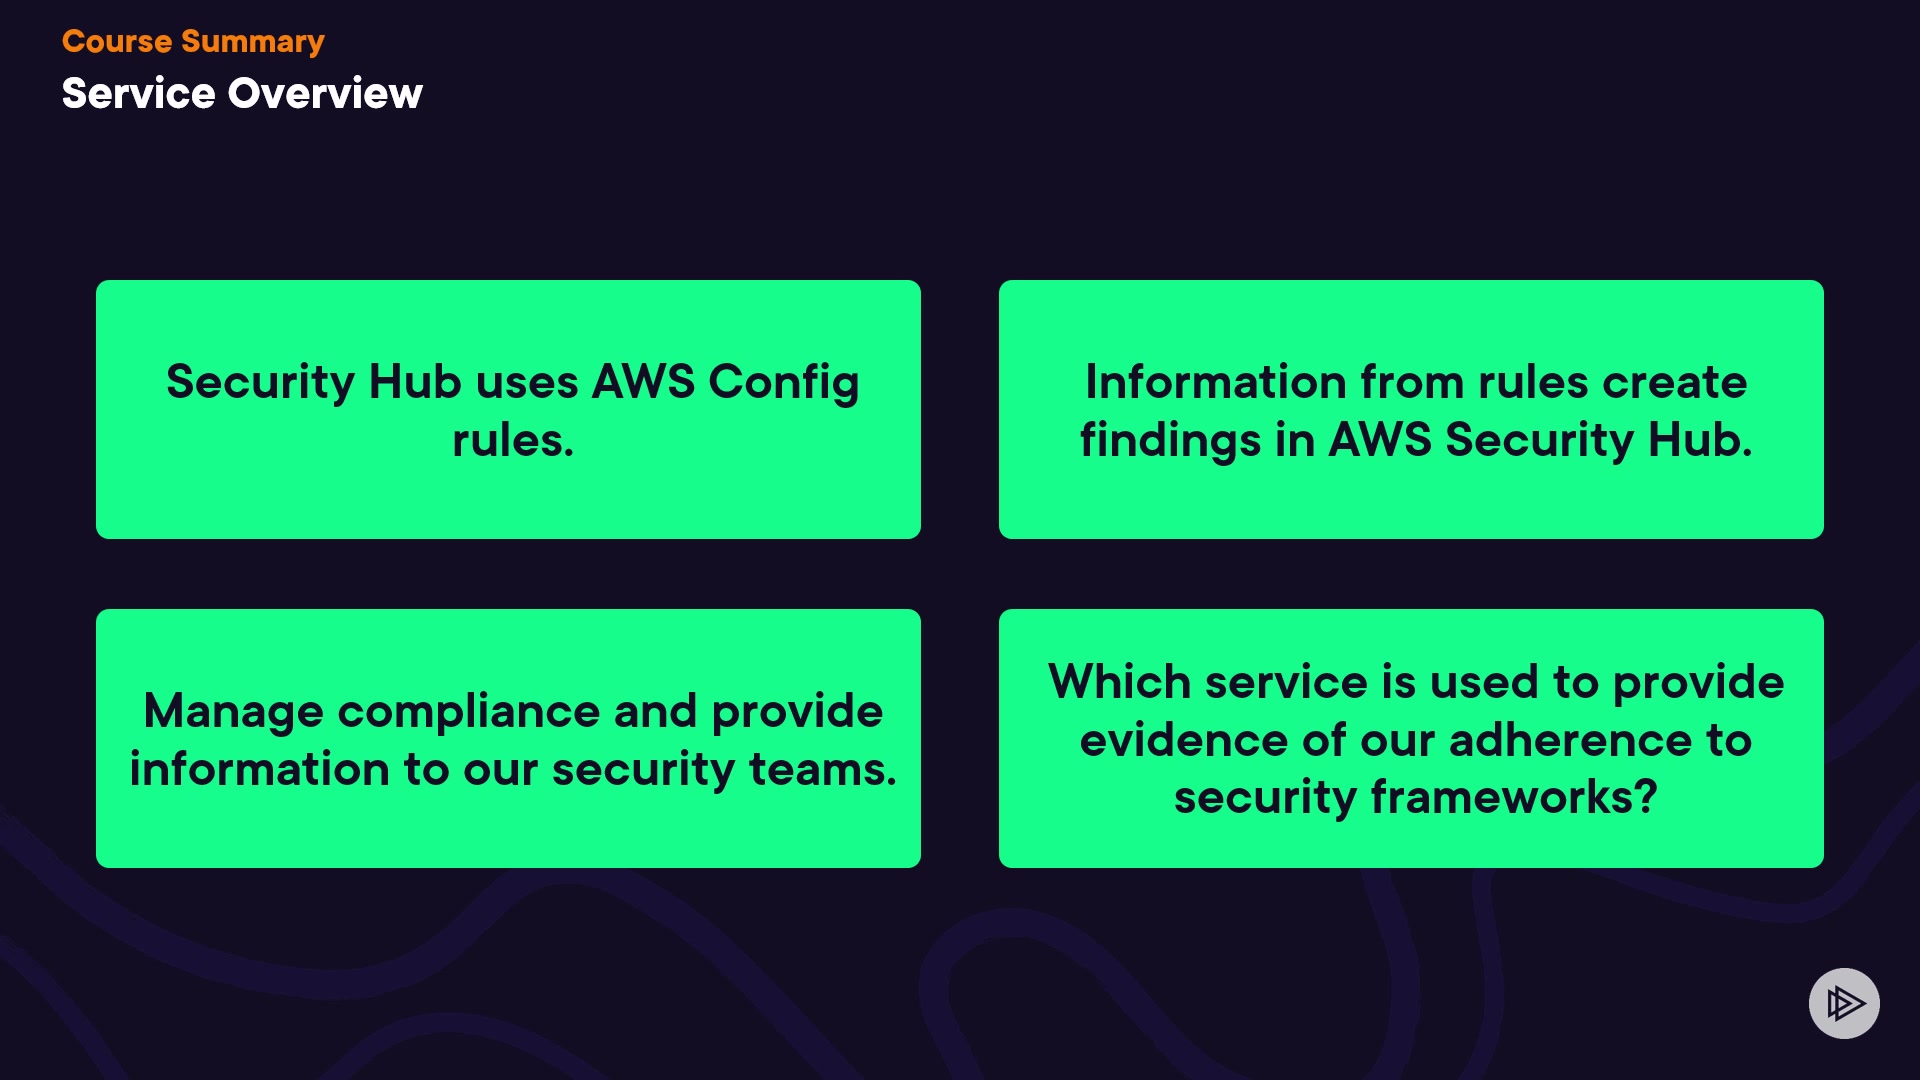 Course Summary
Service Overview
Security Hub uses AWS Config
rules.
Information from rules create
findings in AWS Security Hub.
Manage compliance and provide
information to our security teams.
Which service is used to provide
evidence of our adherence to
security frameworks?